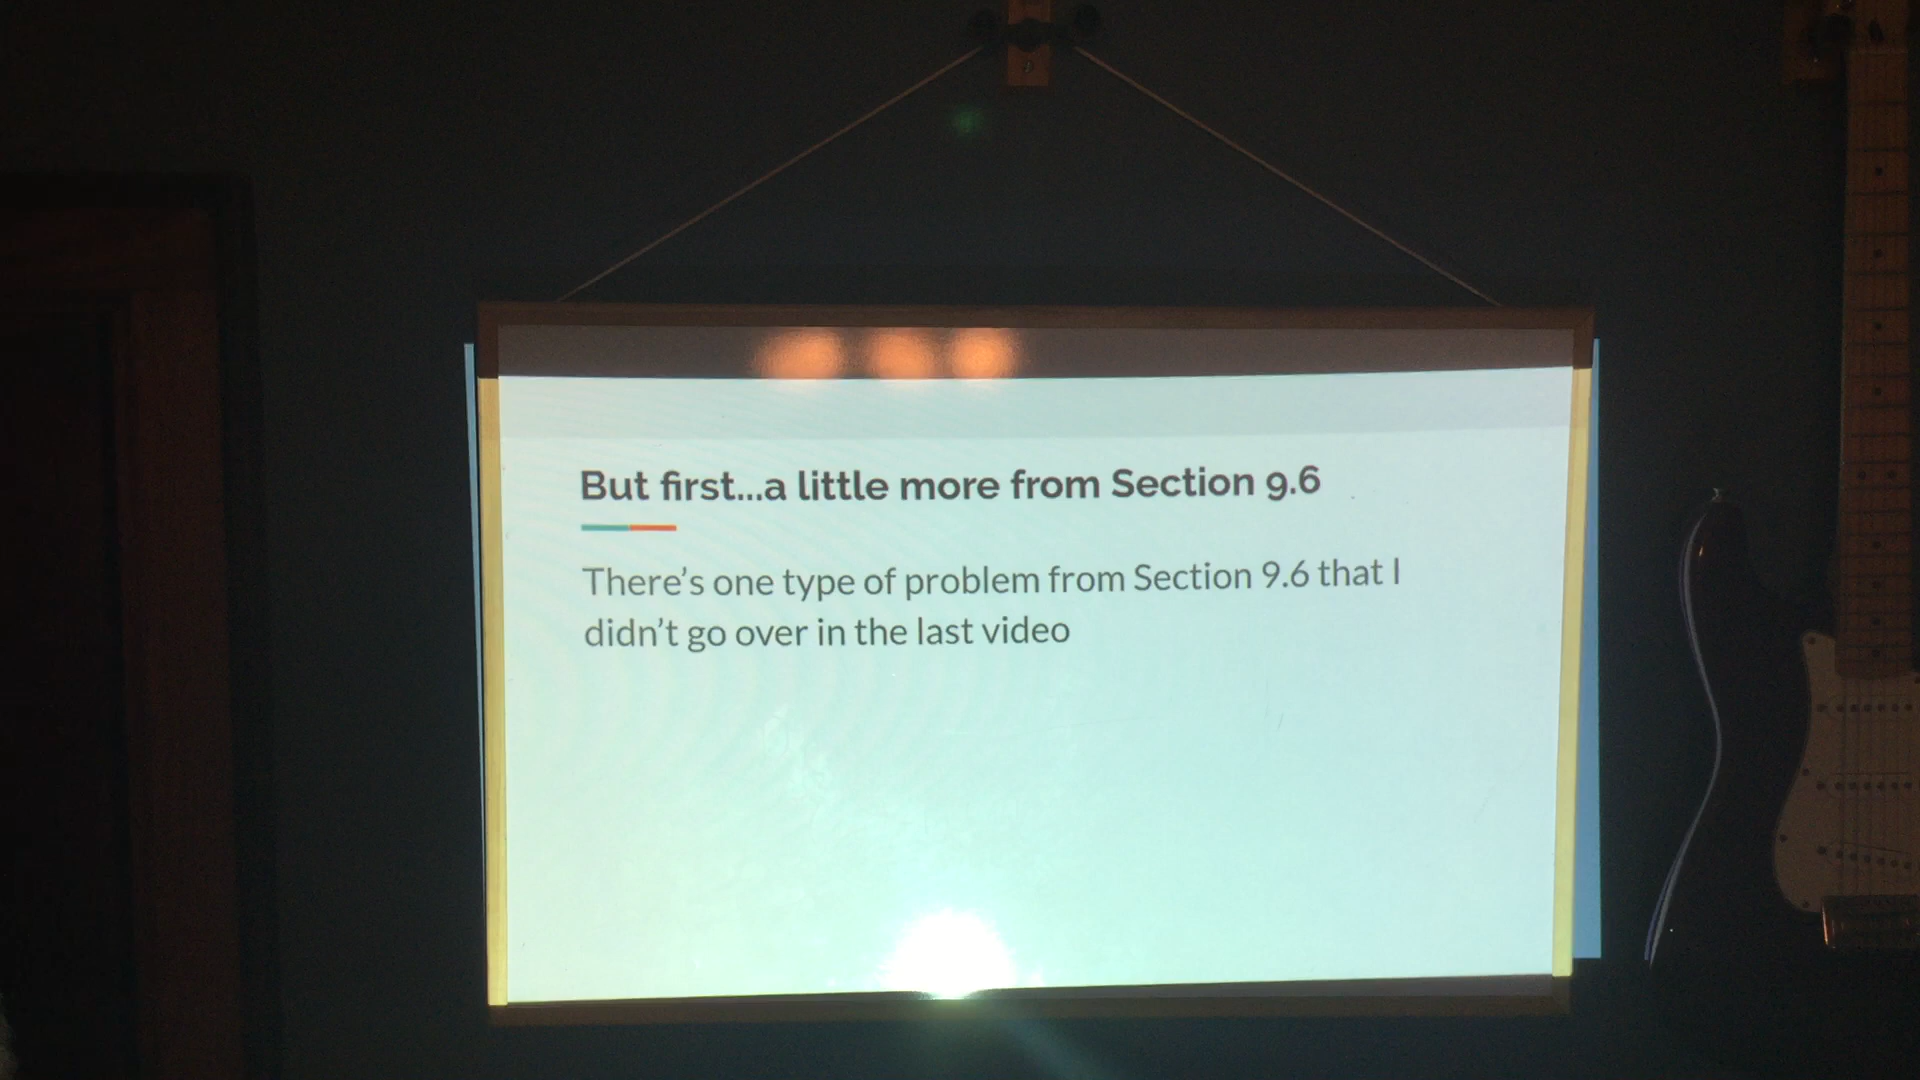 But first...a little more from Section 9.6
There's one type of problem from Section 9.6 that I
didn't go over in the last video